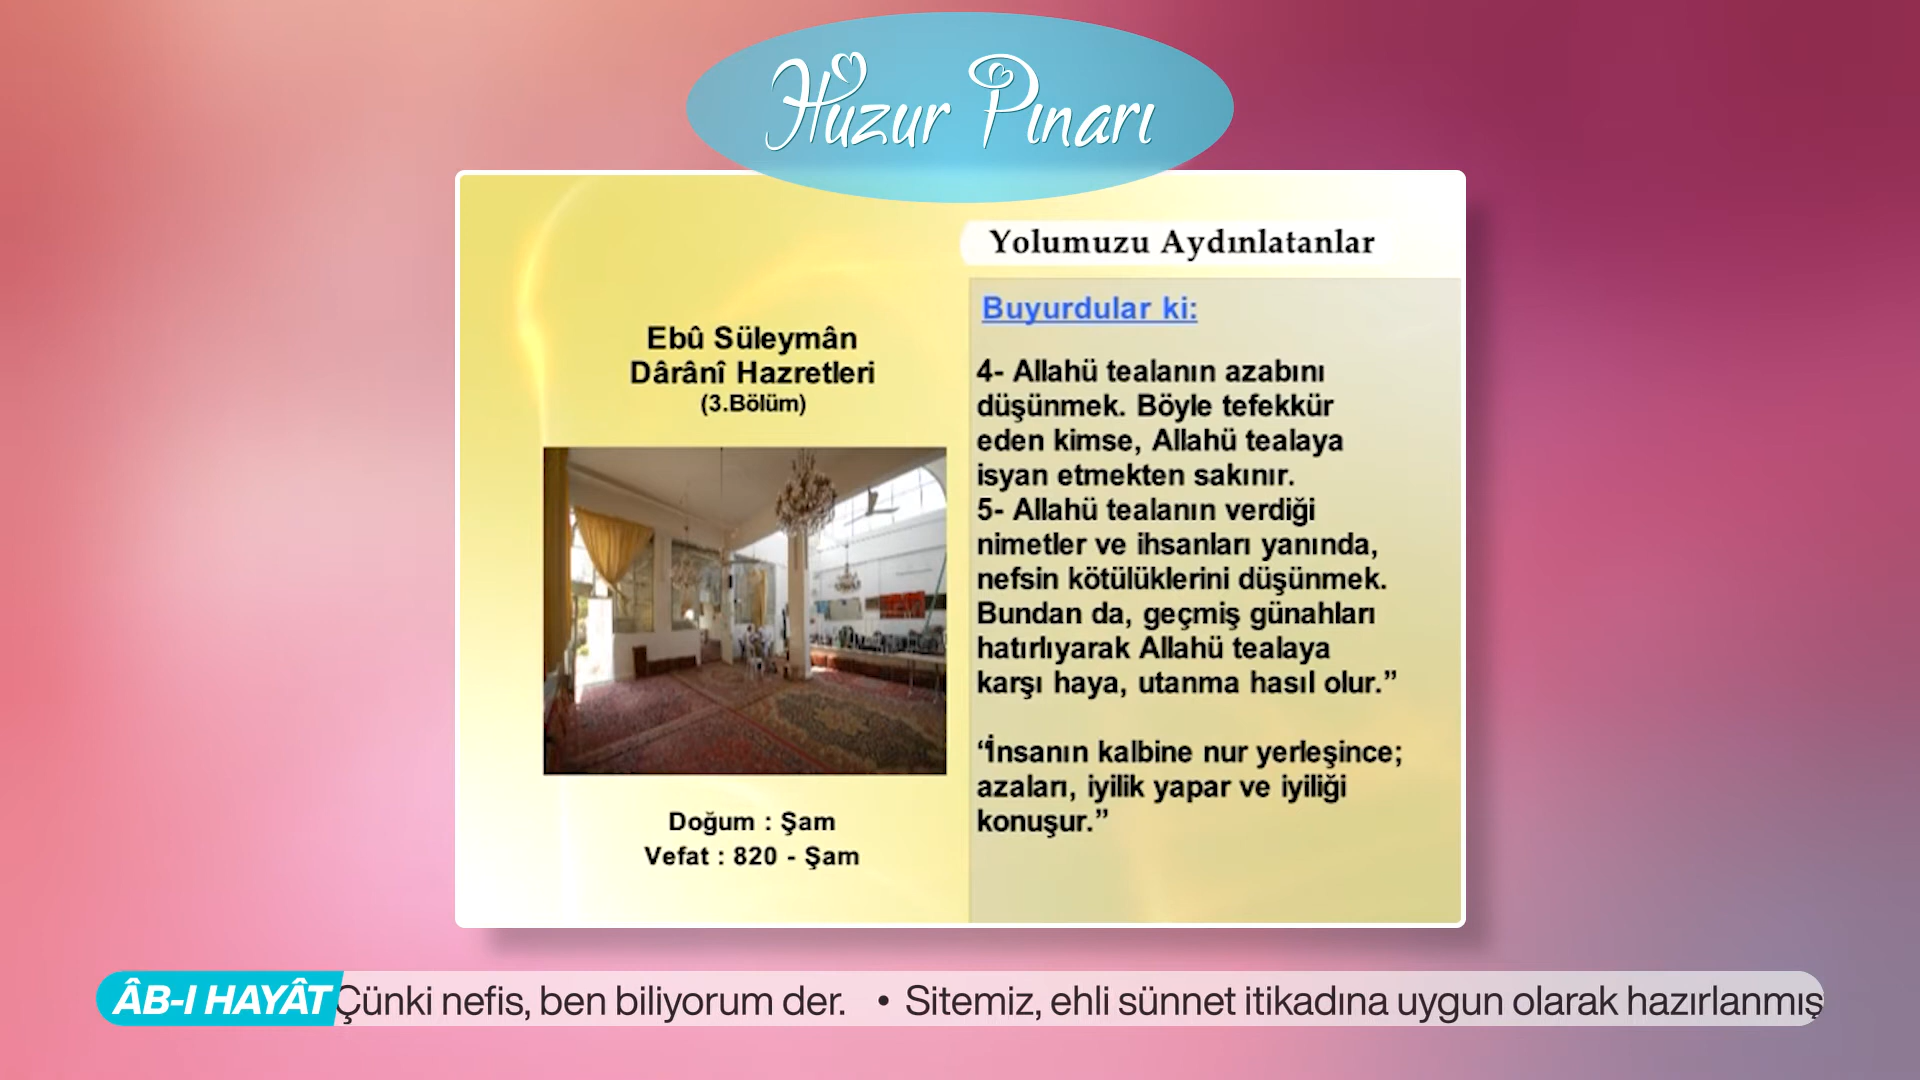 Huzur Pınarı
Yolumuzu Aydınlatanlar
Ebû Süleymân
Dârânî Hazretleri
(3.Bölüm)
Doğum : Şam
Vefat : 820 - Şam
Buyurdular ki:
4- Allahü tealanın azabını
düşünmek. Böyle tefekkür
eden kimse, Allahü tealaya
isyan etmekten sakınır.
5- Allahü tealanın verdiği
nimetler ve ihsanları yanında,
nefsin kötülüklerini düşünmek.
Bundan da, geçmiş günahları
hatırlıyarak Allahü tealaya
karşı haya, utanma hasıl olur.”
“İnsanın kalbine nur yerleşince;
azaları, iyilik yapar ve iyiliği
konuşur.”
ÂB-I HAYÂT Çünki nefis, ben biliyorum der. • Sitemiz, ehli sünnet itikadına uygun olarak hazırlanmış